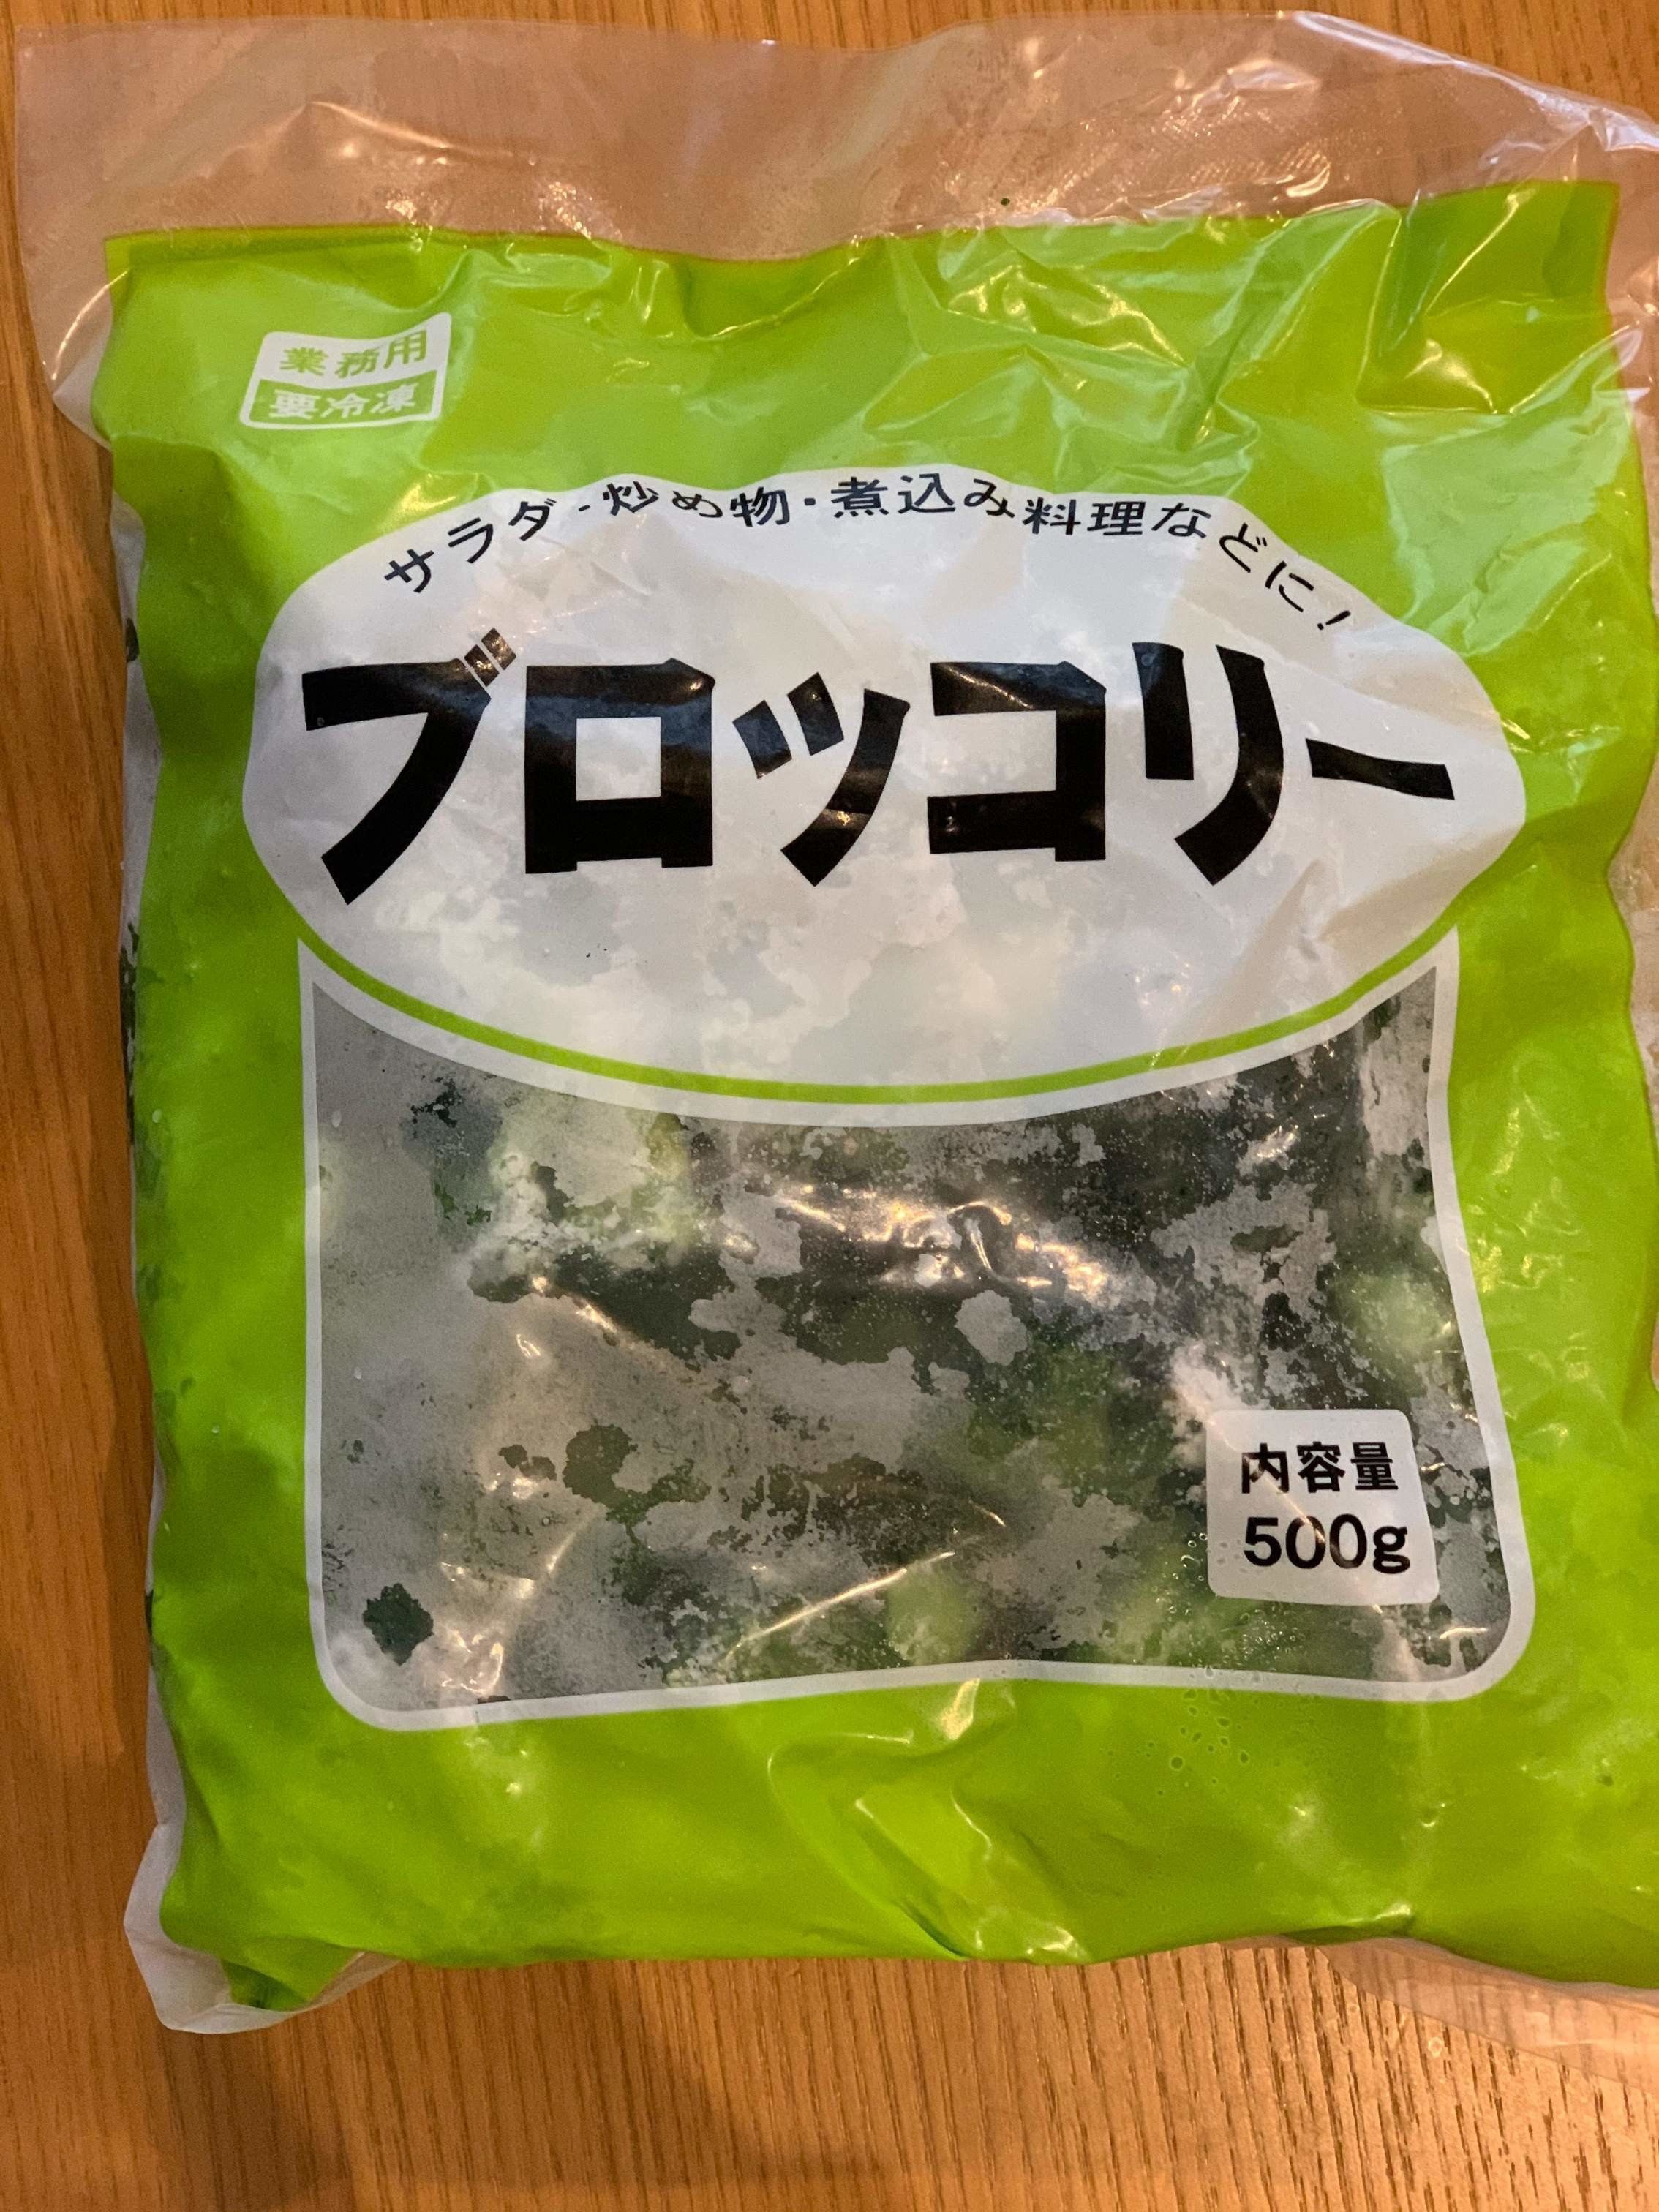 業務用
要冷凍
サラダ・炒め物・煮込み料理などに!
ブロッコリー
内容量
500g